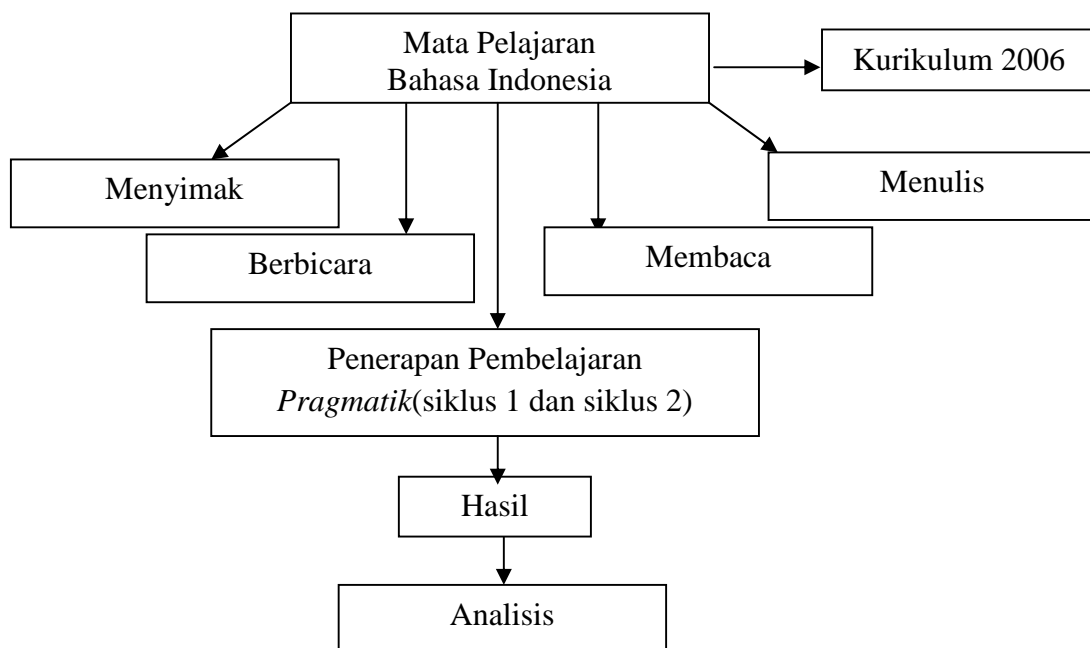 Mata Pelajaran
Bahasa Indonesia
Kurikulum 2006
Menyimak
Menulis
Berbicara
Membaca
Penerapan Pembelajaran
Pragmatik(siklus 1 dan siklus 2)
Hasil
Analisis